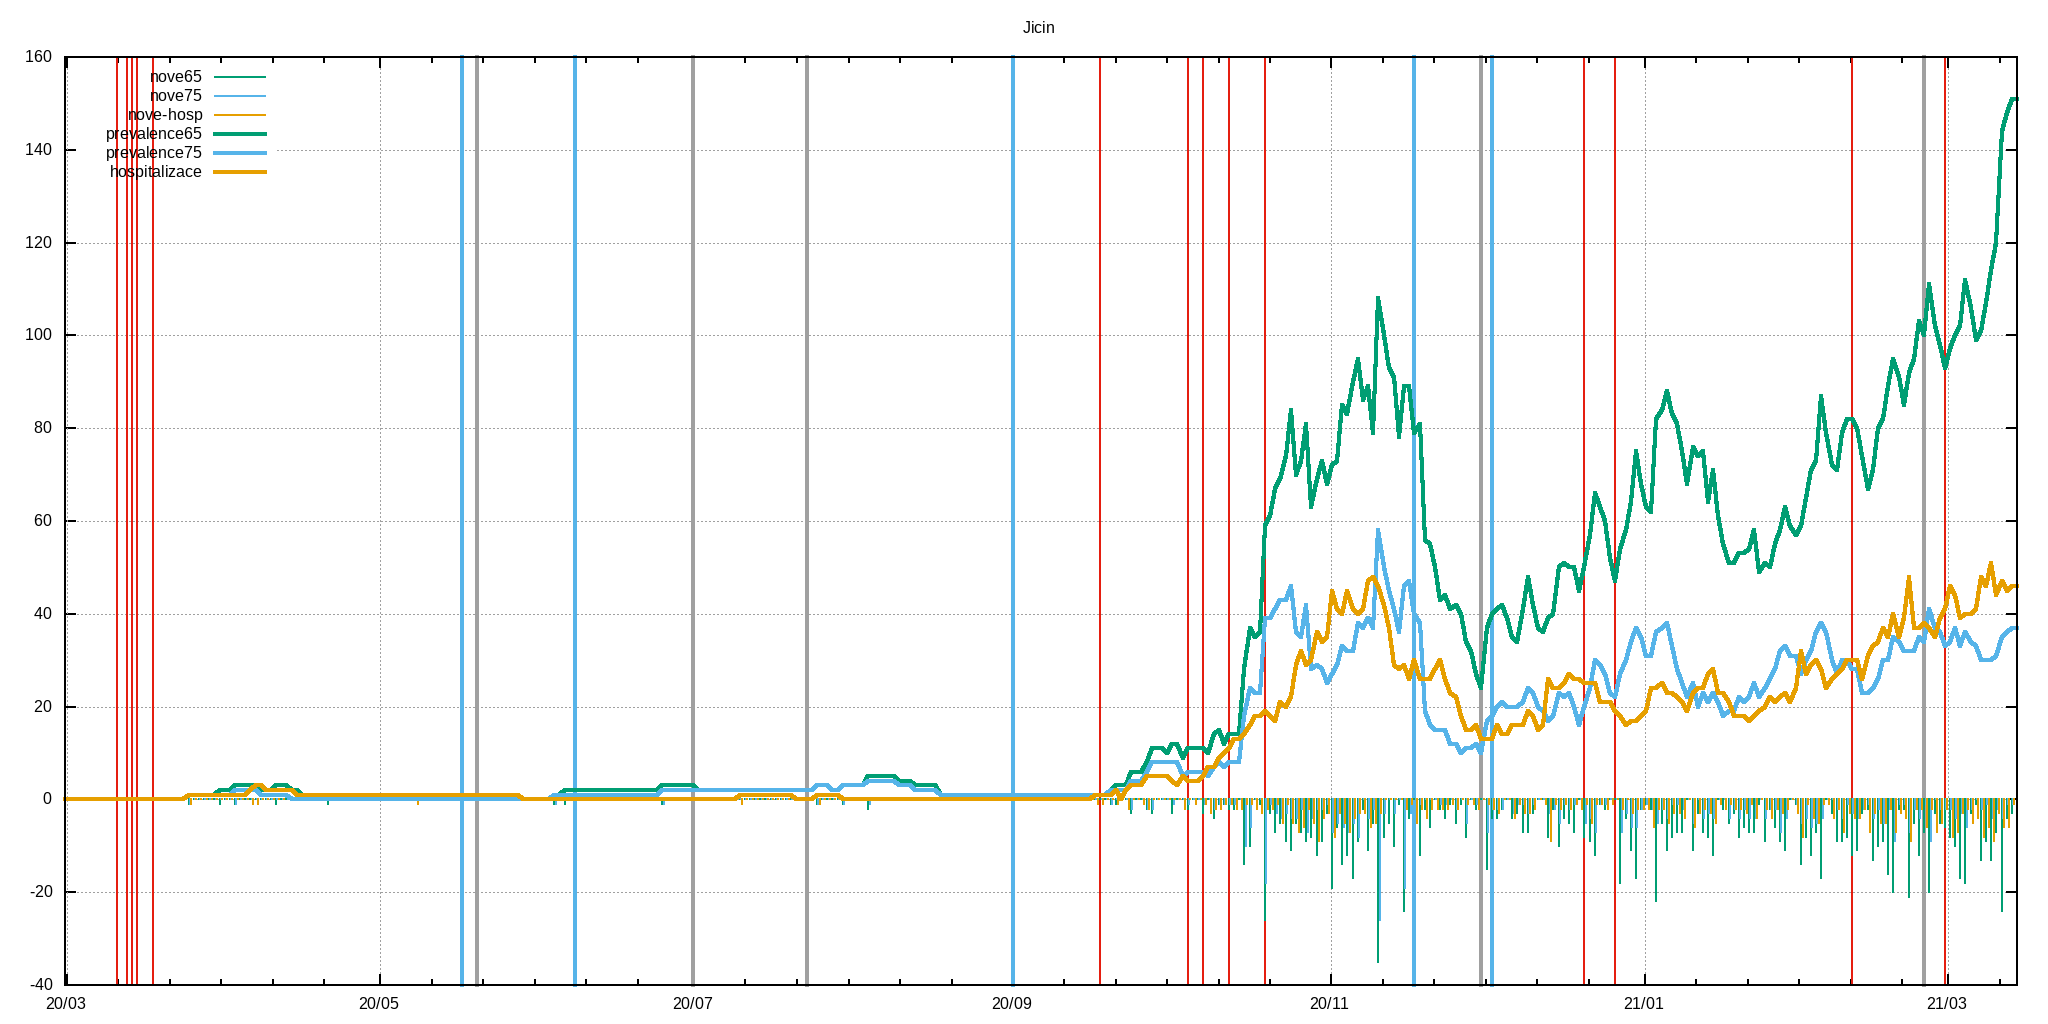 Jicin
160
140
120
100
80
60
40
20
0
-20
-40
nove65
nove75
nove-hosp
prevalence65
prevalence75
hospitalizace
20/03 20/05 20/07 20/09 20/11 21/01 21/03